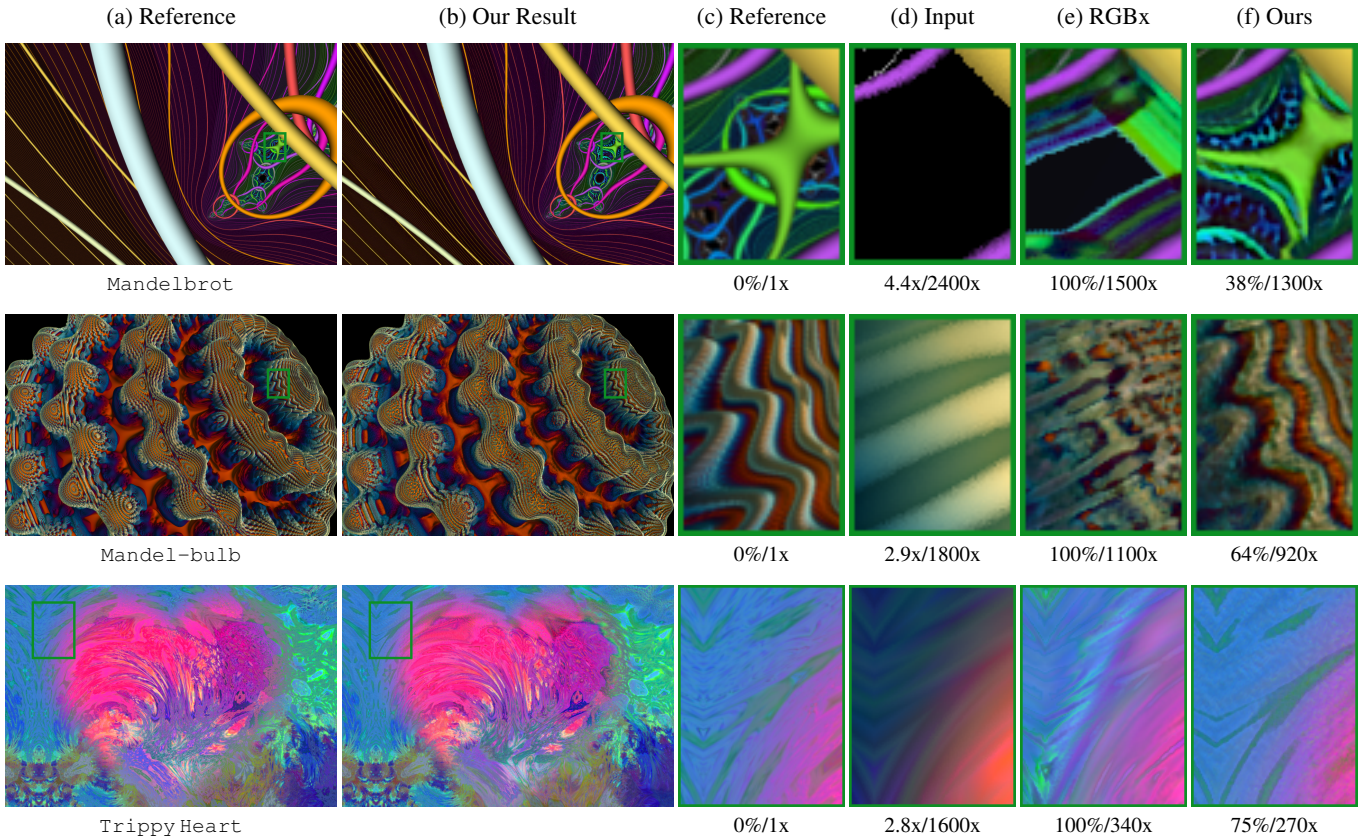 (a) Reference (b) Our Result (c) Reference (d) Input (e) RGBx (f) Ours
Mandelbrot 0%/1x 4.4x/2400x 100%/1500x 38%/1300x
Mandel-bulb 0%/1x 2.9x/1800x 100%/1100x 64%/920x
Trippy Heart 0%/1x 2.8x/1600x 100%/340x 75%/270x